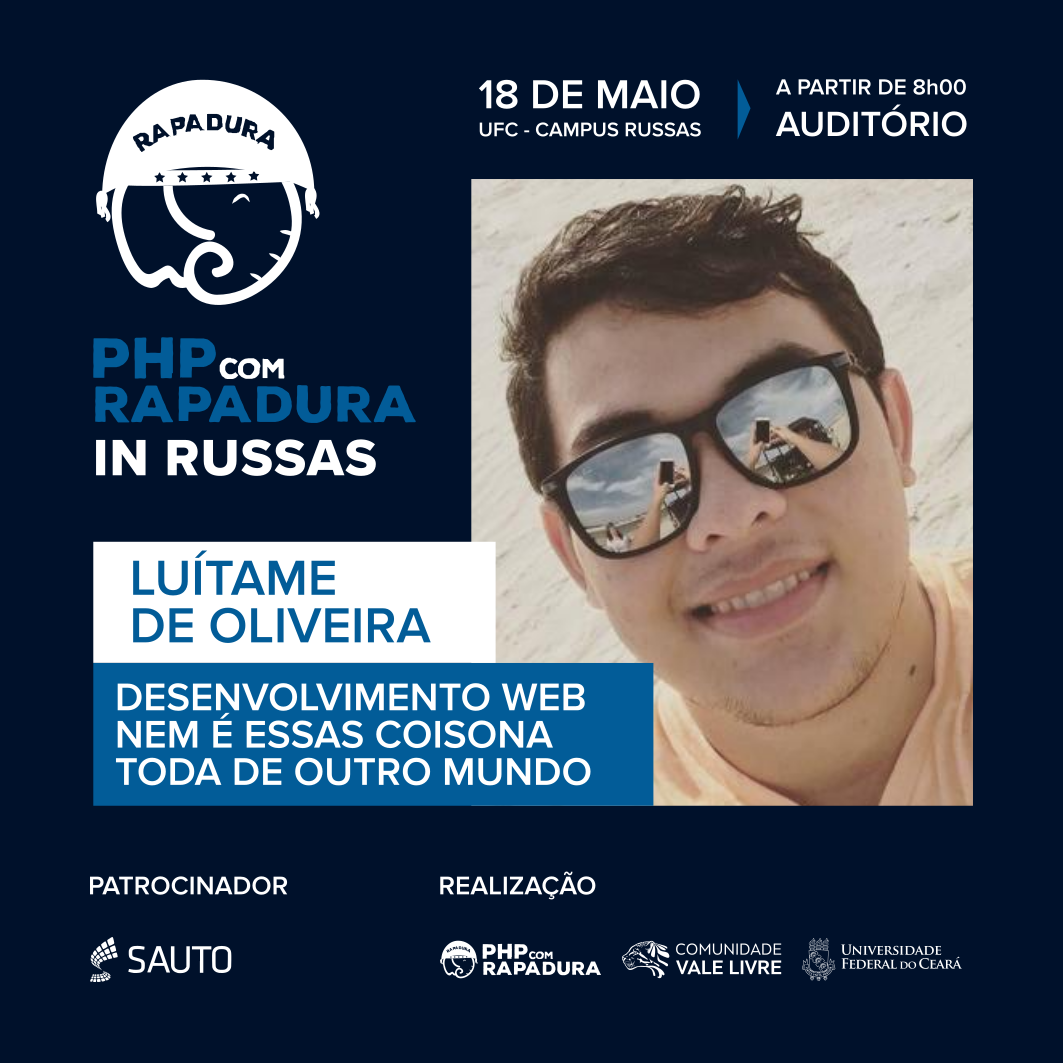 RAPADURA
PHP COM
RAPADURA
IN RUSSAS
18 DE MAIO
UFC - CAMPUS RUSSAS
A PARTIR DE 8h00
AUDITÓRIO
LUÍTAME
DE OLIVEIRA
DESENVOLVIMENTO WEB
NEM É ESSAS COISONA
TODA DE OUTRO MUNDO
PATROCINADOR
SAUTO
REALIZAÇÃO
RAPADURA
PHP COM
RAPADURA
COMUNIDADE
VALE LIVRE
UNIVERSIDADE
FEDERAL DO CEARÁ